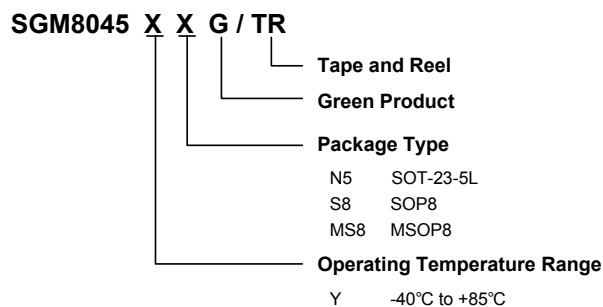 SGM8045 X X G / TR
Tape and Reel
Green Product
Package Type
N5 SOT-23-5L
S8 SOP8
MS8 MSOP8
Operating Temperature Range
Y -40℃ to +85℃